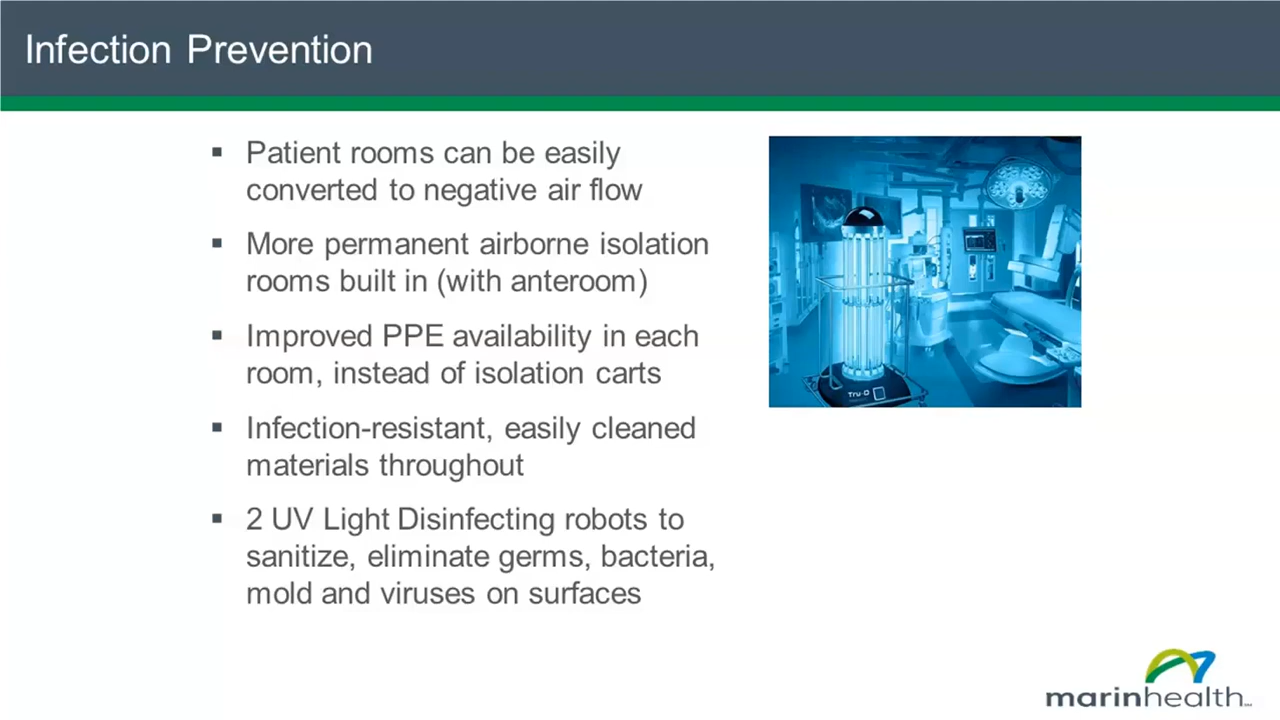 Infection Prevention
▪ Patient rooms can be easily
converted to negative air flow
▪ More permanent airborne isolation
rooms built in (with anteroom)
▪ Improved PPE availability in each
room, instead of isolation carts
▪ Infection-resistant, easily cleaned
materials throughout
▪ 2 UV Light Disinfecting robots to
sanitize, eliminate germs, bacteria,
mold and viruses on surfaces
Tru-D
marinhealth